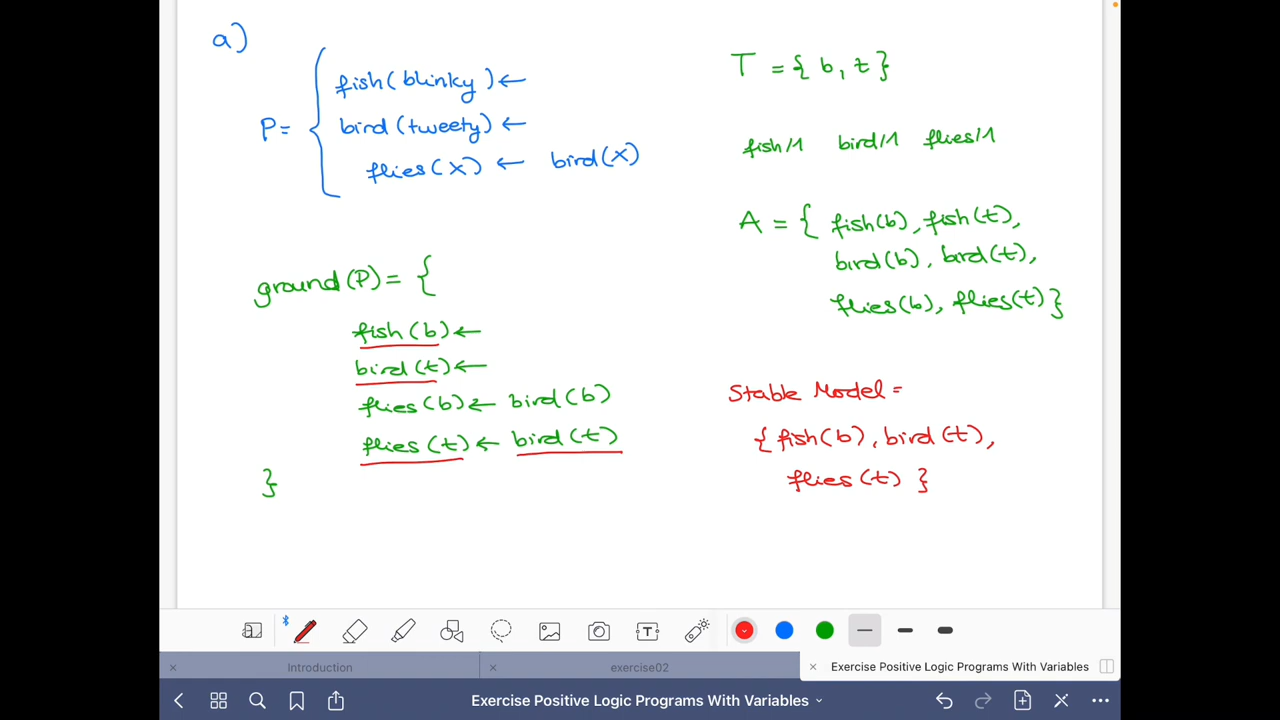 a)
P= { fish(blinky) ←
bird(tweety) ←
flies(X) ← bird(X)
ground(P) = {
fish(b) ←
bird(t) ←
flies(b) ← bird(b)
flies(t) ← bird(t)
}
T = { b, t }
fish/1 bird/1 flies/1
A = { fish(b), fish(t),
bird(b), bird(t),
flies(b), flies(t) }
Stable Model =
{ fish(b), bird(t),
flies(t) }
T
× Introduction × exercise02 × Exercise Positive Logic Programs With Variables
Exercise Positive Logic Programs With Variables